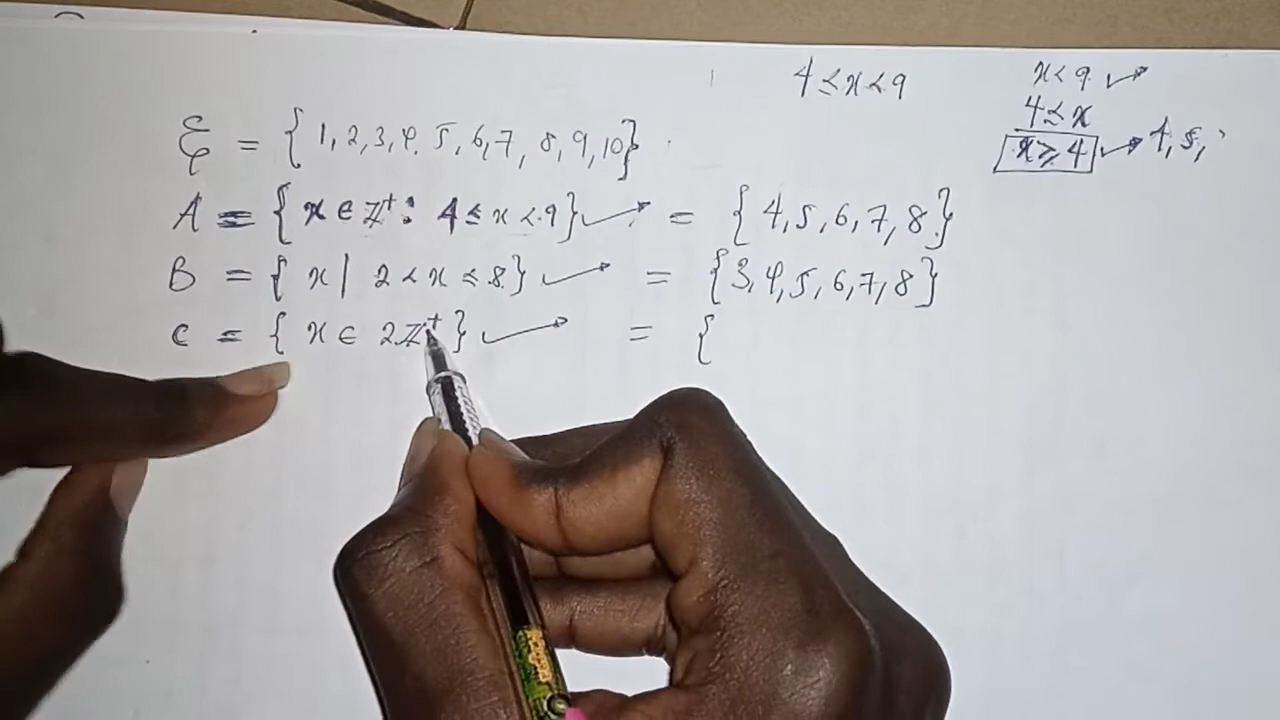 4 ≤ x < 9
x < 9
4 ≤ x
x ≥ 4 → 4, 5,
ξ = {1, 2, 3, 4, 5, 6, 7, 8, 9, 10}
A = {x ∈ ℤ⁺: 4 ≤ x < 9} = {4, 5, 6, 7, 8}
B = {x | 2 < x ≤ 8} = {3, 4, 5, 6, 7, 8}
C = {x ∈ 2ℤ⁺} = {